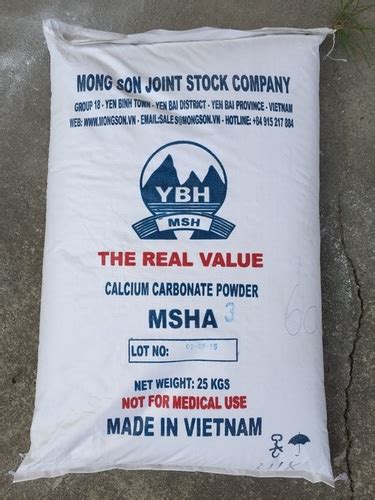 MONG SON JOINT STOCK COMPANY
GROUP 18 - YEN BINH TOWN - YEN BAI DISTRICT - YEN BAI PROVINCE - VIETNAM
WEB: WWW.MONGSON.VN - EMAIL:SALES@MONGSON.VN - HOTLINE: +84 915 217 884
YBH
MSH
THE REAL VALUE
CALCIUM CARBONATE POWDER
MSHA 3
LOT NO:
NET WEIGHT: 25 KGS
NOT FOR MEDICAL USE
MADE IN VIETNAM